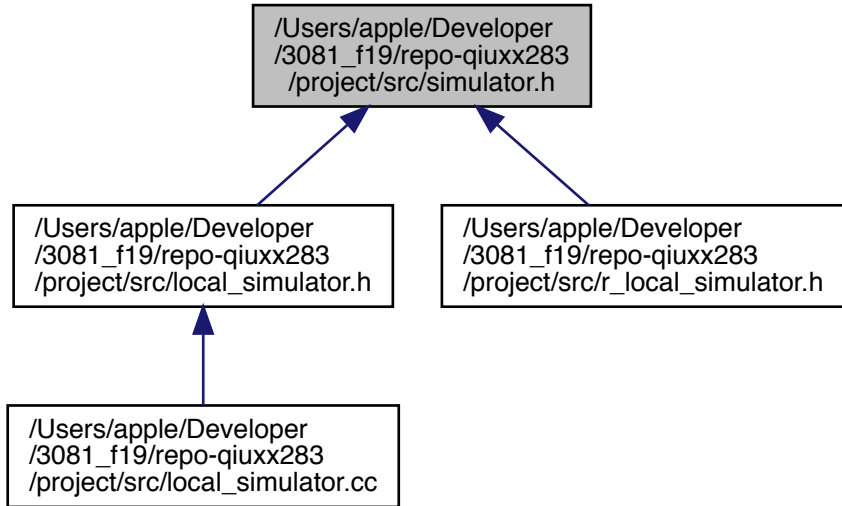 /Users/apple/Developer
/3081_f19/repo-qiuxx283
/project/src/simulator.h
/Users/apple/Developer
/3081_f19/repo-qiuxx283
/project/src/local_simulator.h
/Users/apple/Developer
/3081_f19/repo-qiuxx283
/project/src/r_local_simulator.h
/Users/apple/Developer
/3081_f19/repo-qiuxx283
/project/src/local_simulator.cc